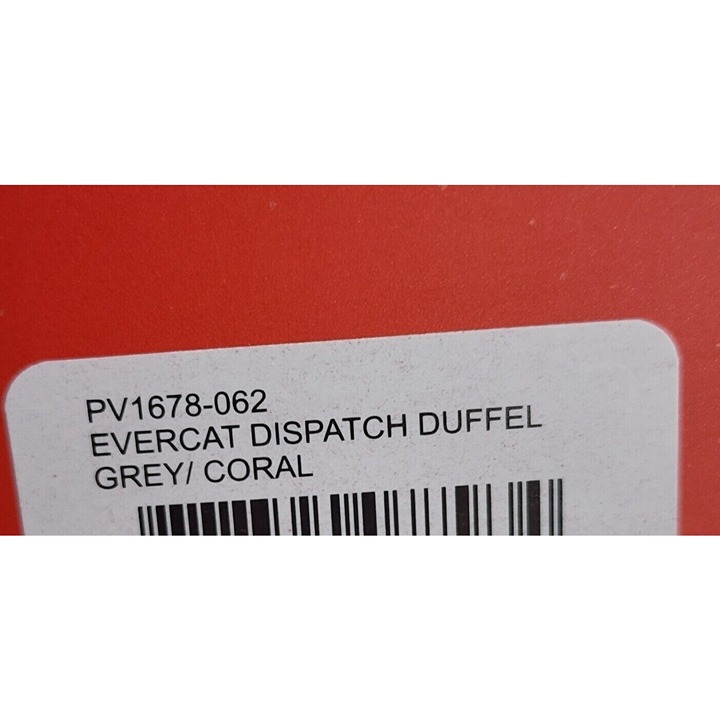 PV1678-062
EVERCAT DISPATCH DUFFEL
GREY/ CORAL